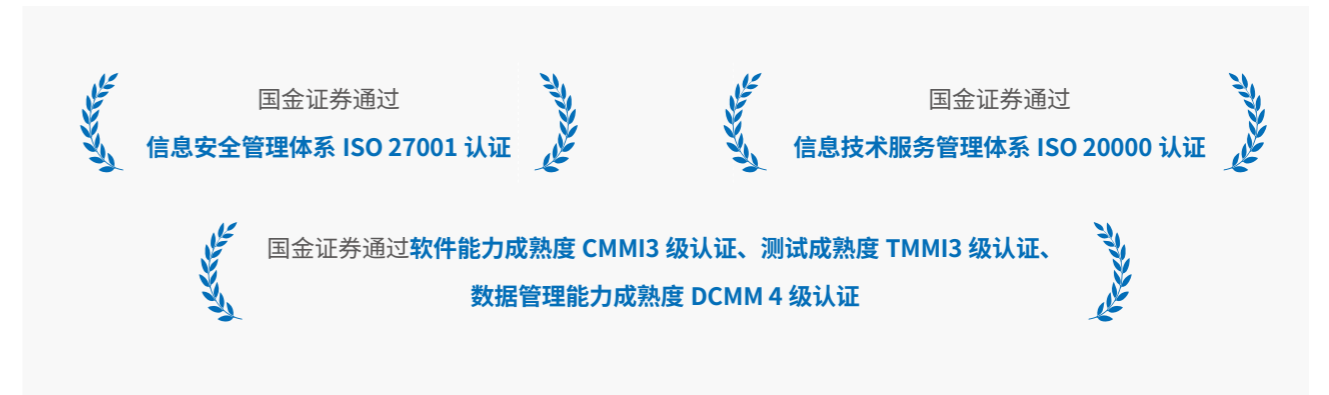 国金证券通过
信息安全管理体系 ISO 27001 认证
国金证券通过
信息技术服务管理体系 ISO 20000 认证
国金证券通过软件能力成熟度 CMMI3 级认证、测试成熟度 TMMI3 级认证、
数据管理能力成熟度 DCMM 4 级认证